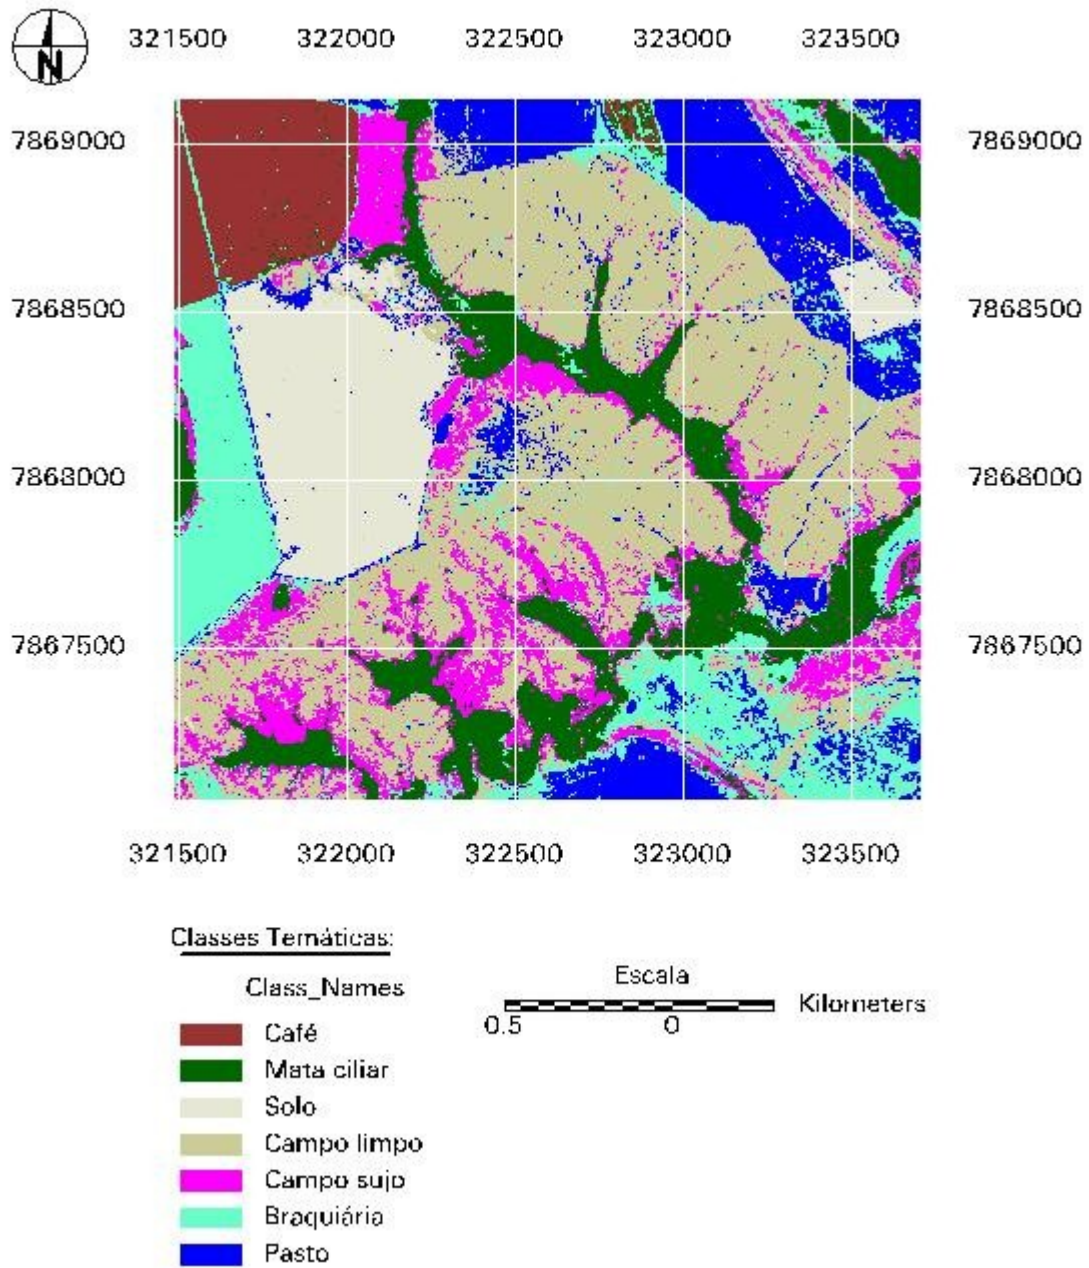 N
321500 322000 322500 323000 323500
7869000 7869000
7868500 7868500
7868000 7868000
7867500 7867500
321500 322000 322500 323000 323500
Classes Temáticas:
Class_Names
Café
Mata ciliar
Solo
Campo limpo
Campo sujo
Braquiária
Pasto
Escala
Kilometers
0.5 0